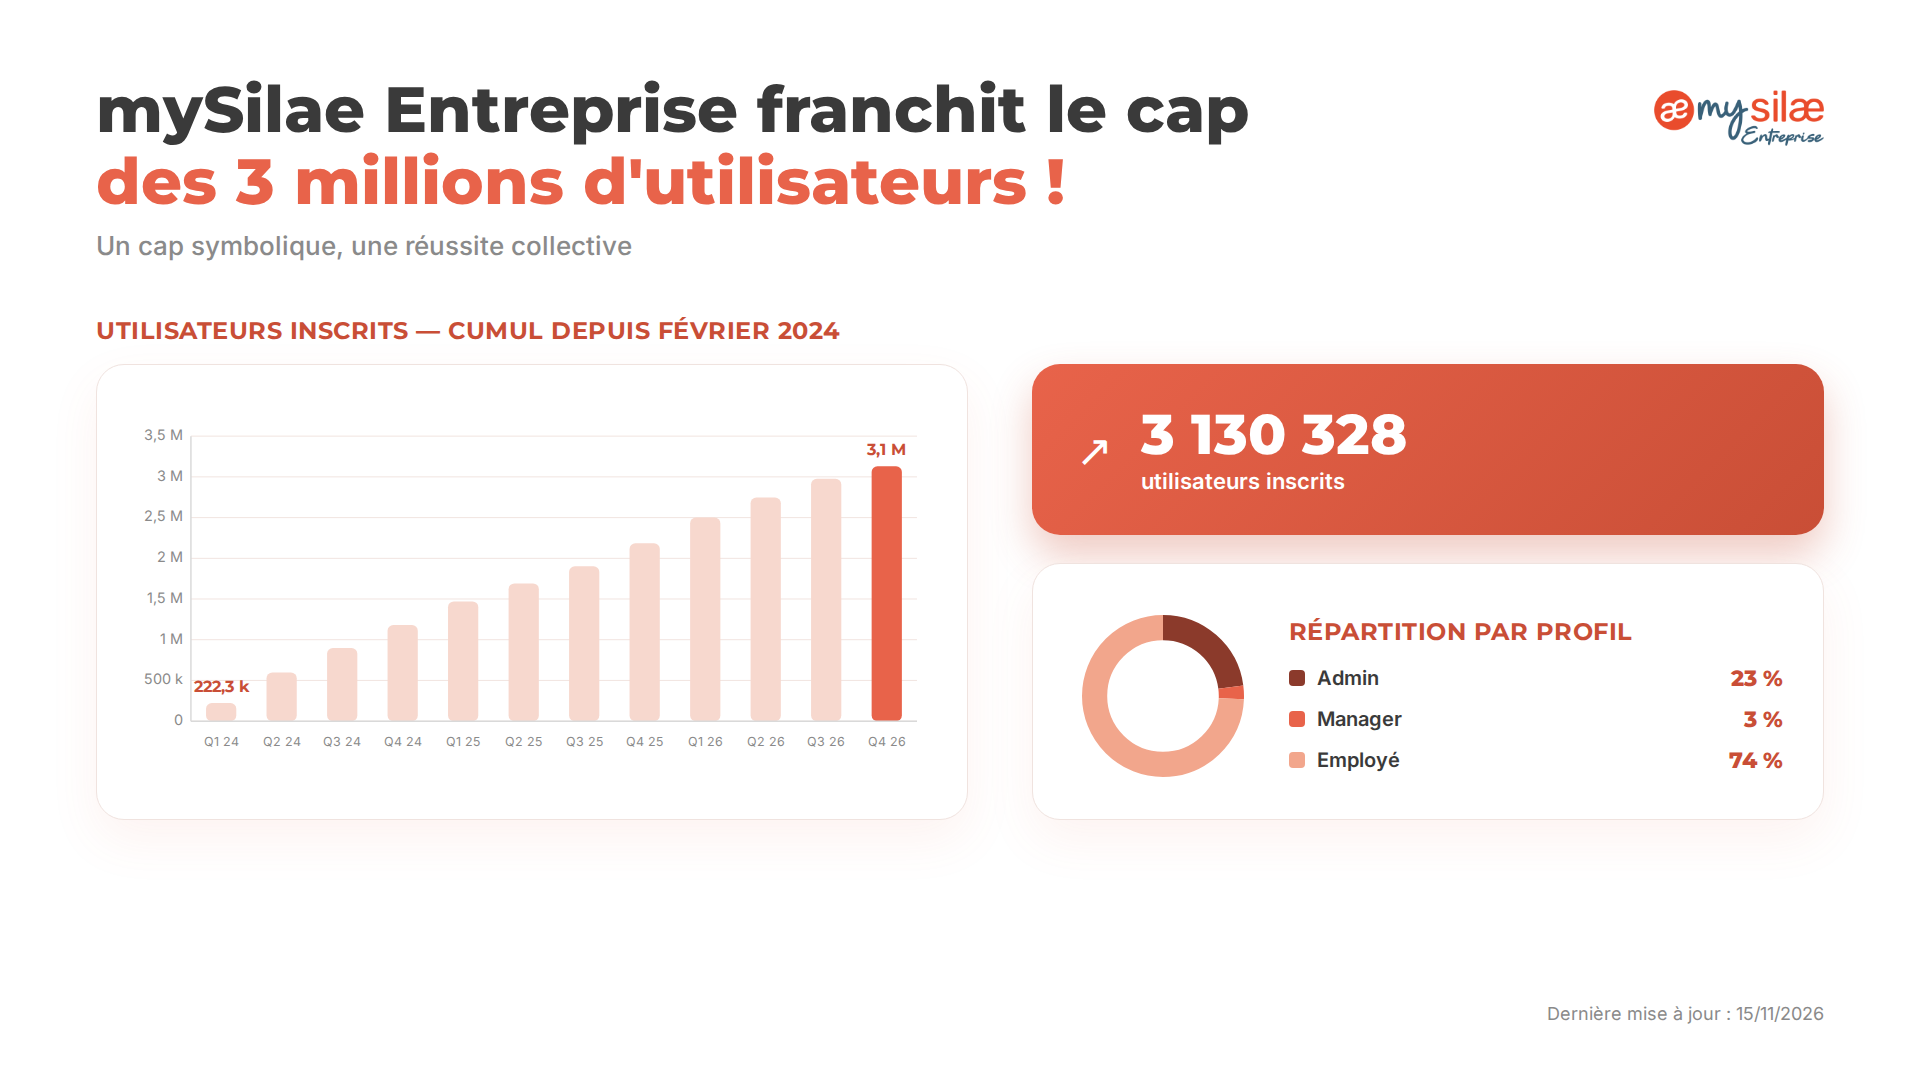 mySilae Entreprise franchit le cap
des 3 millions d'utilisateurs !
Un cap symbolique, une réussite collective
æ mysilæ
Entreprise
UTILISATEURS INSCRITS — CUMUL DEPUIS FÉVRIER 2024
3,5 M
3 M
2,5 M
2 M
1,5 M
1 M
500 k
0
222,3 k
3,1 M
Q1 24 Q2 24 Q3 24 Q4 24 Q1 25 Q2 25 Q3 25 Q4 25 Q1 26 Q2 26 Q3 26 Q4 26
↗ 3 130 328
utilisateurs inscrits
RÉPARTITION PAR PROFIL
Admin 23 %
Manager 3 %
Employé 74 %
Dernière mise à jour : 15/11/2026